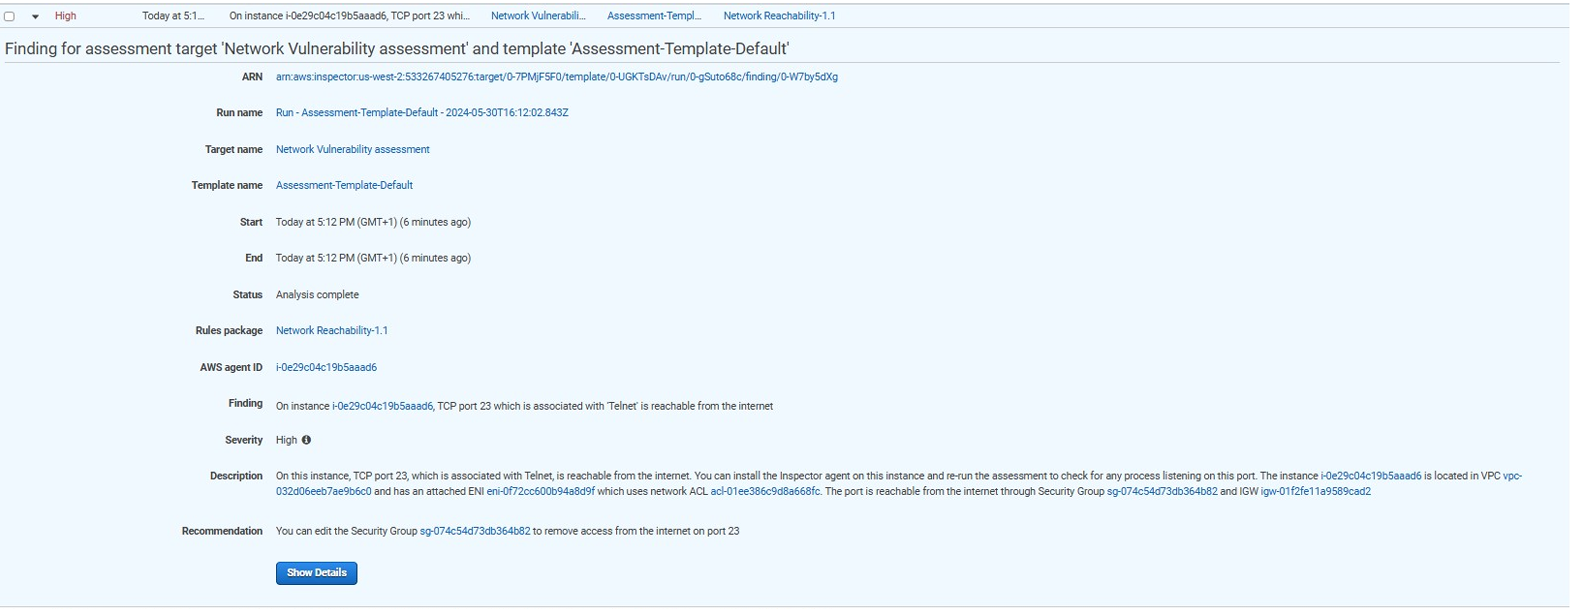 High Today at 5:1... On instance i-0e29c04c19b5aaad6, TCP port 23 whi... Network Vulnerabili... Assessment-Templ... Network Reachability-1.1
Finding for assessment target 'Network Vulnerability assessment' and template 'Assessment-Template-Default'
ARN arn:aws:inspector:us-west-2:533267405276:target/0-7PMjF5F0/template/0-UGKTsDAv/run/0-gSuto68c/finding/0-W7by5dXg
Run name Run - Assessment-Template-Default - 2024-05-30T16:12:02.843Z
Target name Network Vulnerability assessment
Template name Assessment-Template-Default
Start Today at 5:12 PM (GMT+1) (6 minutes ago)
End Today at 5:12 PM (GMT+1) (6 minutes ago)
Status Analysis complete
Rules package Network Reachability-1.1
AWS agent ID i-0e29c04c19b5aaad6
Finding On instance i-0e29c04c19b5aaad6, TCP port 23 which is associated with 'Telnet' is reachable from the internet
Severity High
Description On this instance, TCP port 23, which is associated with Telnet, is reachable from the internet. You can install the Inspector agent on this instance and re-run the assessment to check for any process listening on this port. The instance i-0e29c04c19b5aaad6 is located in VPC vpc-
032d06eeb7ae9b6c0 and has an attached ENI eni-0f72cc600b94a8d9f which uses network ACL acl-01ee386c9d8a668fc. The port is reachable from the internet through Security Group sg-074c54d73db364b82 and IGW igw-01f2fe11a9589cad2
Recommendation You can edit the Security Group sg-074c54d73db364b82 to remove access from the internet on port 23
Show Details